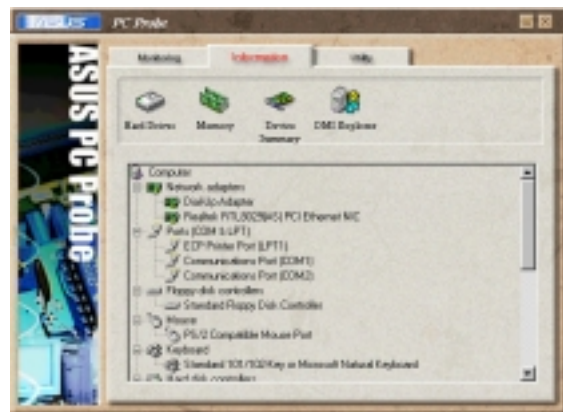 ASUS PC Probe
ASUS PC Probe
Monitoring Information Utility
Hard Drives Memory Device Summary DMI Explorer
Computer
Network adapters
Dial-Up Adapter
Realtek RTL8029(AS) PCI Ethernet NIC
Ports (COM & LPT)
ECP Printer Port (LPT1)
Communications Port (COM1)
Communications Port (COM2)
Floppy disk controllers
Standard Floppy Disk Controller
Mouse
PS/2 Compatible Mouse Port
Keyboard
Standard 101/102-Key or Microsoft Natural Keyboard
Hard disk controllers